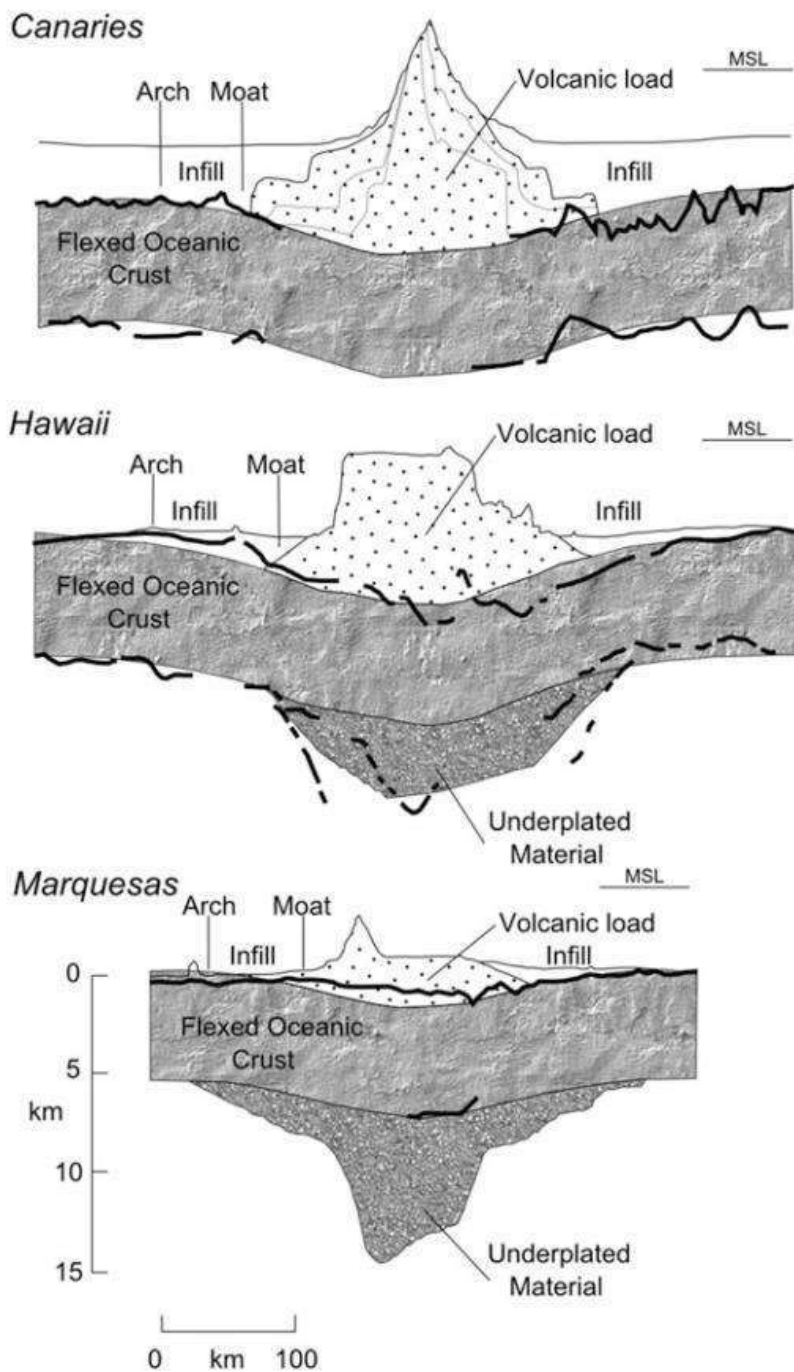 Canaries
MSL
Arch Moat
Volcanic load
Infill Infill
Flexed Oceanic
Crust
Hawaii
Volcanic load
MSL
Arch Moat
Infill Infill
Flexed Oceanic
Crust
Underplated
Material
Marquesas
MSL
Arch Moat
Volcanic load
Infill Infill
0
Flexed Oceanic
Crust
5
km
10
Underplated
Material
15
0 km 100